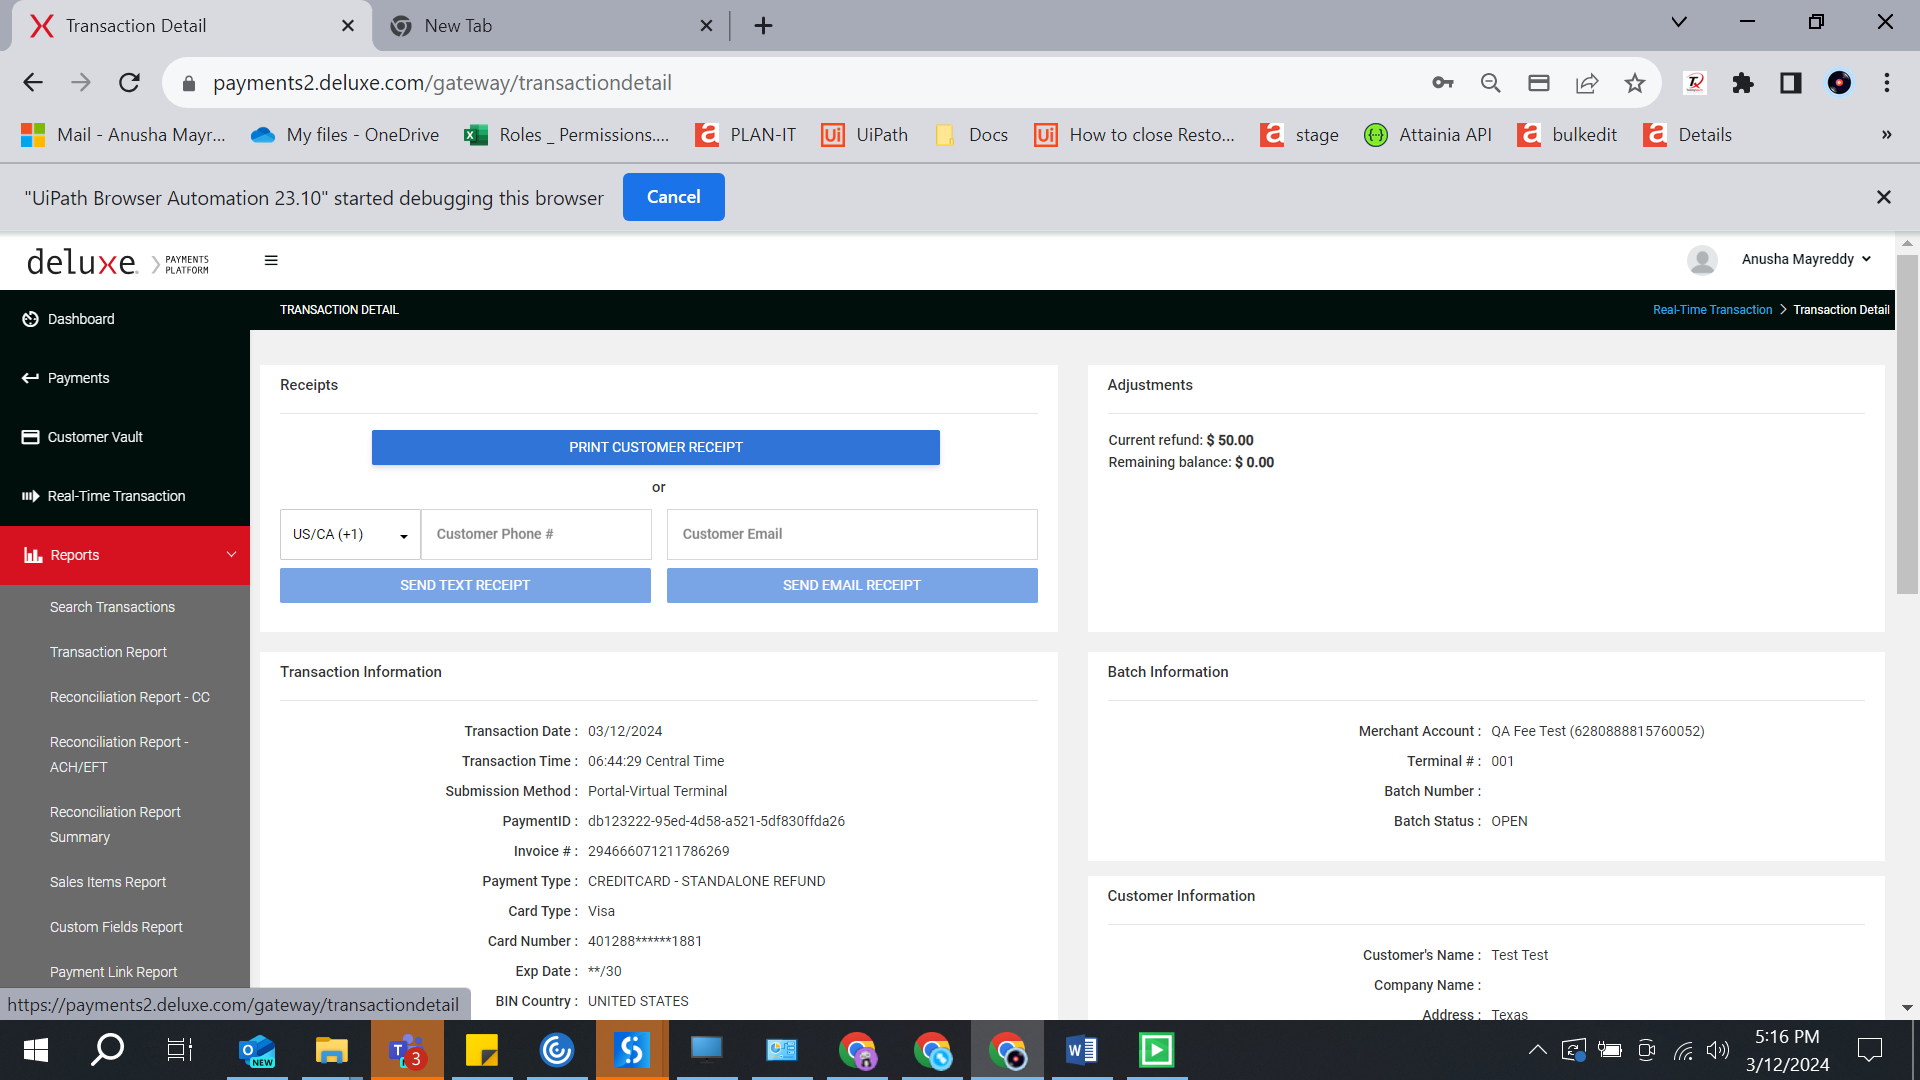 Transaction Detail
New Tab
payments2.deluxe.com/gateway/transactiondetail
Mail - Anusha Mayr...
My files - OneDrive
Roles _ Permissions....
PLAN-IT
UiPath
Docs
How to close Resto...
stage
Attainia API
bulkedit
Details
»
"UiPath Browser Automation 23.10" started debugging this browser
Cancel
deluxe. PAYMENTS PLATFORM
Anusha Mayreddy
Dashboard
Payments
Customer Vault
Real-Time Transaction
Reports
Search Transactions
Transaction Report
Reconciliation Report - CC
Reconciliation Report -
ACH/EFT
Reconciliation Report
Summary
Sales Items Report
Custom Fields Report
Payment Link Report
https://payments2.deluxe.com/gateway/transactiondetail
TRANSACTION DETAIL
Real-Time Transaction > Transaction Detail
Receipts
PRINT CUSTOMER RECEIPT
or
US/CA (+1)
Customer Phone #
Customer Email
SEND TEXT RECEIPT
SEND EMAIL RECEIPT
Adjustments
Current refund: $ 50.00
Remaining balance: $ 0.00
Transaction Information
Transaction Date : 03/12/2024
Transaction Time : 06:44:29 Central Time
Submission Method : Portal-Virtual Terminal
PaymentID : db123222-95ed-4d58-a521-5df830ffda26
Invoice # : 294666071211786269
Payment Type : CREDITCARD - STANDALONE REFUND
Card Type : Visa
Card Number : 401288******1881
Exp Date : **/30
BIN Country : UNITED STATES
Batch Information
Merchant Account : QA Fee Test (6280888815760052)
Terminal # : 001
Batch Number :
Batch Status : OPEN
Customer Information
Customer's Name : Test Test
Company Name :
Address : Texas
NEW
3
5:16 PM
3/12/2024